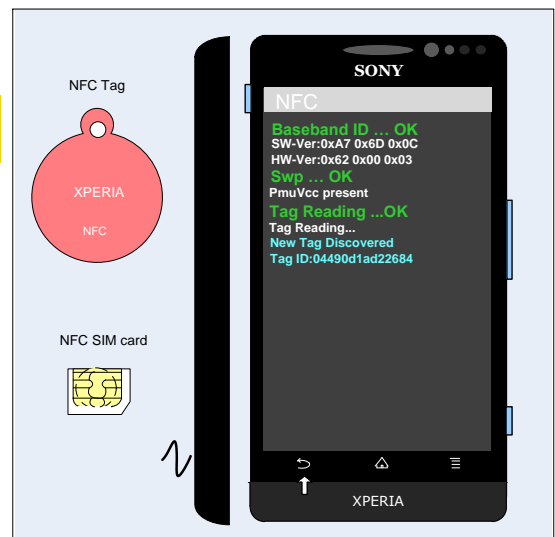 NFC Tag
XPERIA
NFC
NFC SIM card
SONY
NFC
Baseband ID ... OK
SW-Ver:0xA7 0x6D 0x0C
HW-Ver:0x62 0x00 0x03
Swp ... OK
PmuVcc present
Tag Reading ...OK
Tag Reading...
New Tag Discovered
Tag ID:04490d1ad22684
XPERIA